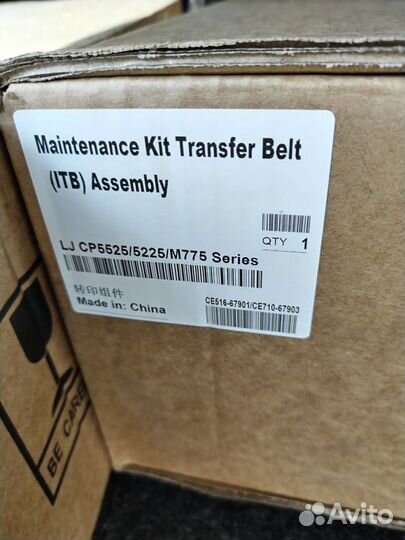 Maintenance Kit Transfer Belt
(ITB) Assembly
QTY 1
LJ CP5525/5225/M775 Series
转印组件
Made in: China
CE516-67901/CE710-67903
BE CAREF
Avito